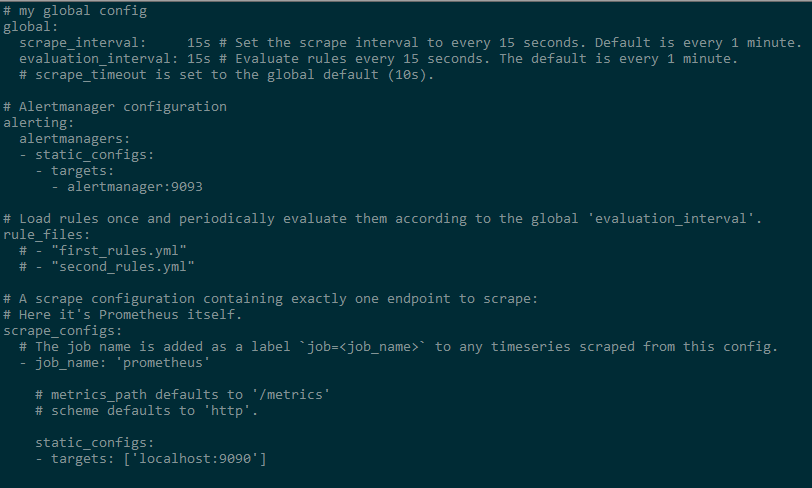 # my global config
global:
  scrape_interval:     15s # Set the scrape interval to every 15 seconds. Default is every 1 minute.
  evaluation_interval: 15s # Evaluate rules every 15 seconds. The default is every 1 minute.
  # scrape_timeout is set to the global default (10s).

# Alertmanager configuration
alerting:
  alertmanagers:
  - static_configs:
    - targets:
      - alertmanager:9093

# Load rules once and periodically evaluate them according to the global 'evaluation_interval'.
rule_files:
  # - "first_rules.yml"
  # - "second_rules.yml"

# A scrape configuration containing exactly one endpoint to scrape:
# Here it's Prometheus itself.
scrape_configs:
  # The job name is added as a label `job=<job_name>` to any timeseries scraped from this config.
  - job_name: 'prometheus'

    # metrics_path defaults to '/metrics'
    # scheme defaults to 'http'.

    static_configs:
    - targets: ['localhost:9090']